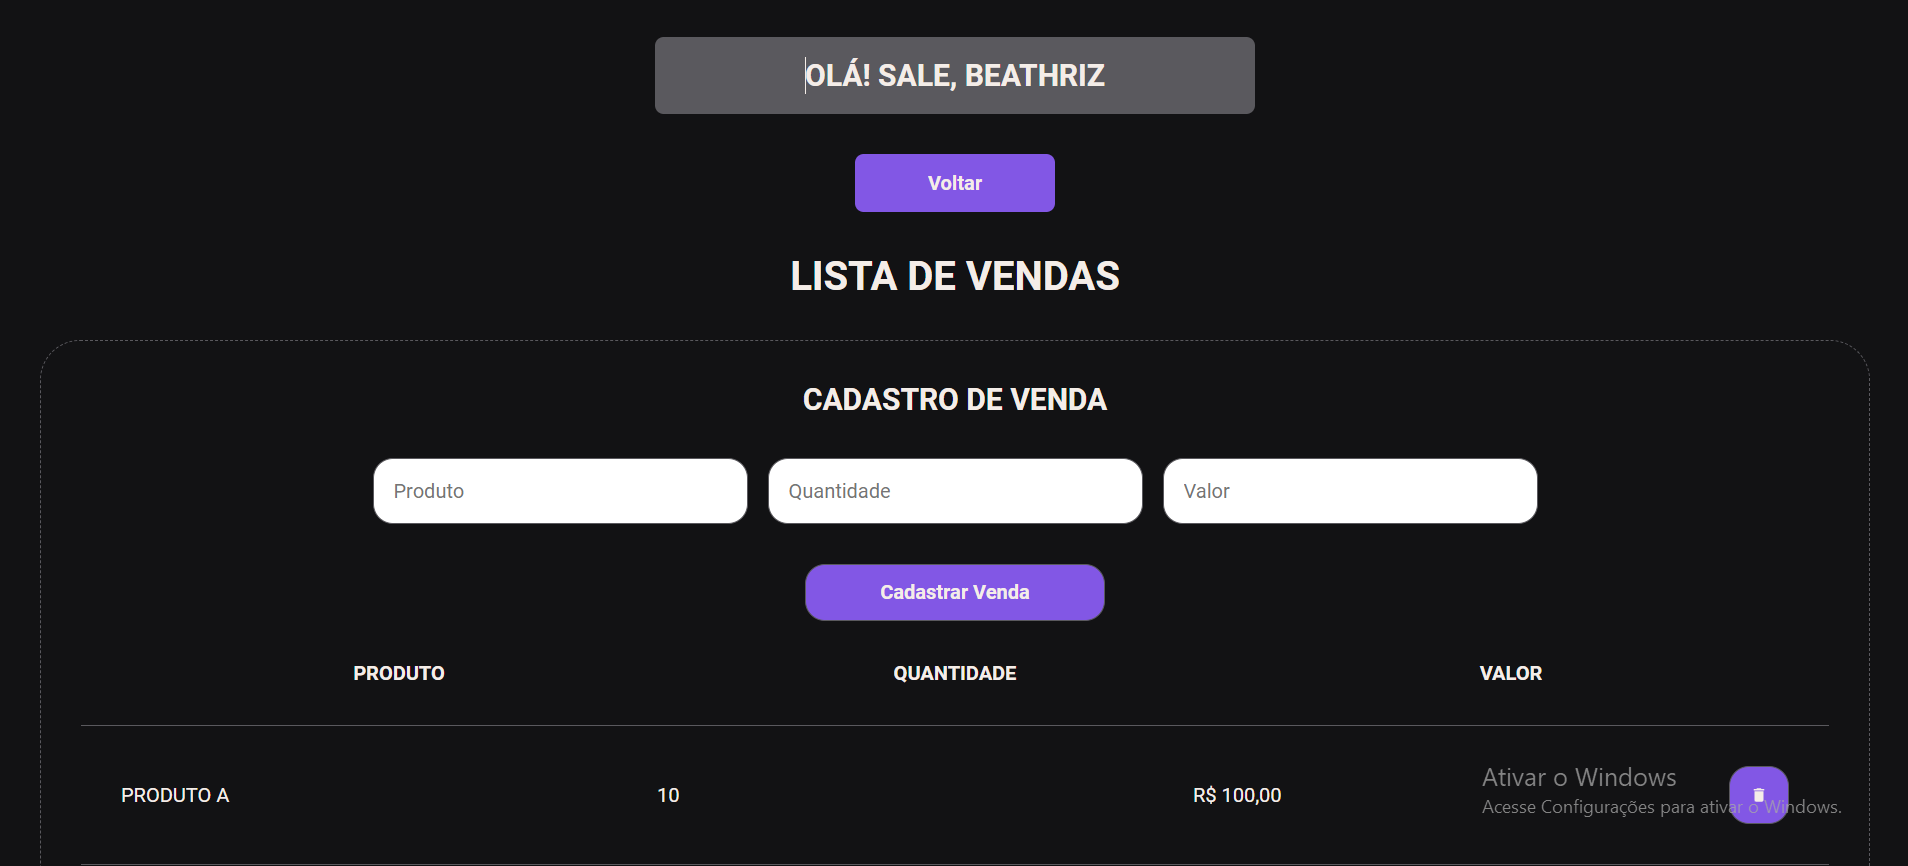 OLÁ! SALE, BEATHRIZ
Voltar
LISTA DE VENDAS
CADASTRO DE VENDA
Produto Quantidade Valor
Cadastrar Venda
PRODUTO QUANTIDADE VALOR
PRODUTO A 10 R$ 100,00
Ativar o Windows
Acesse Configurações para ativar o Windows.